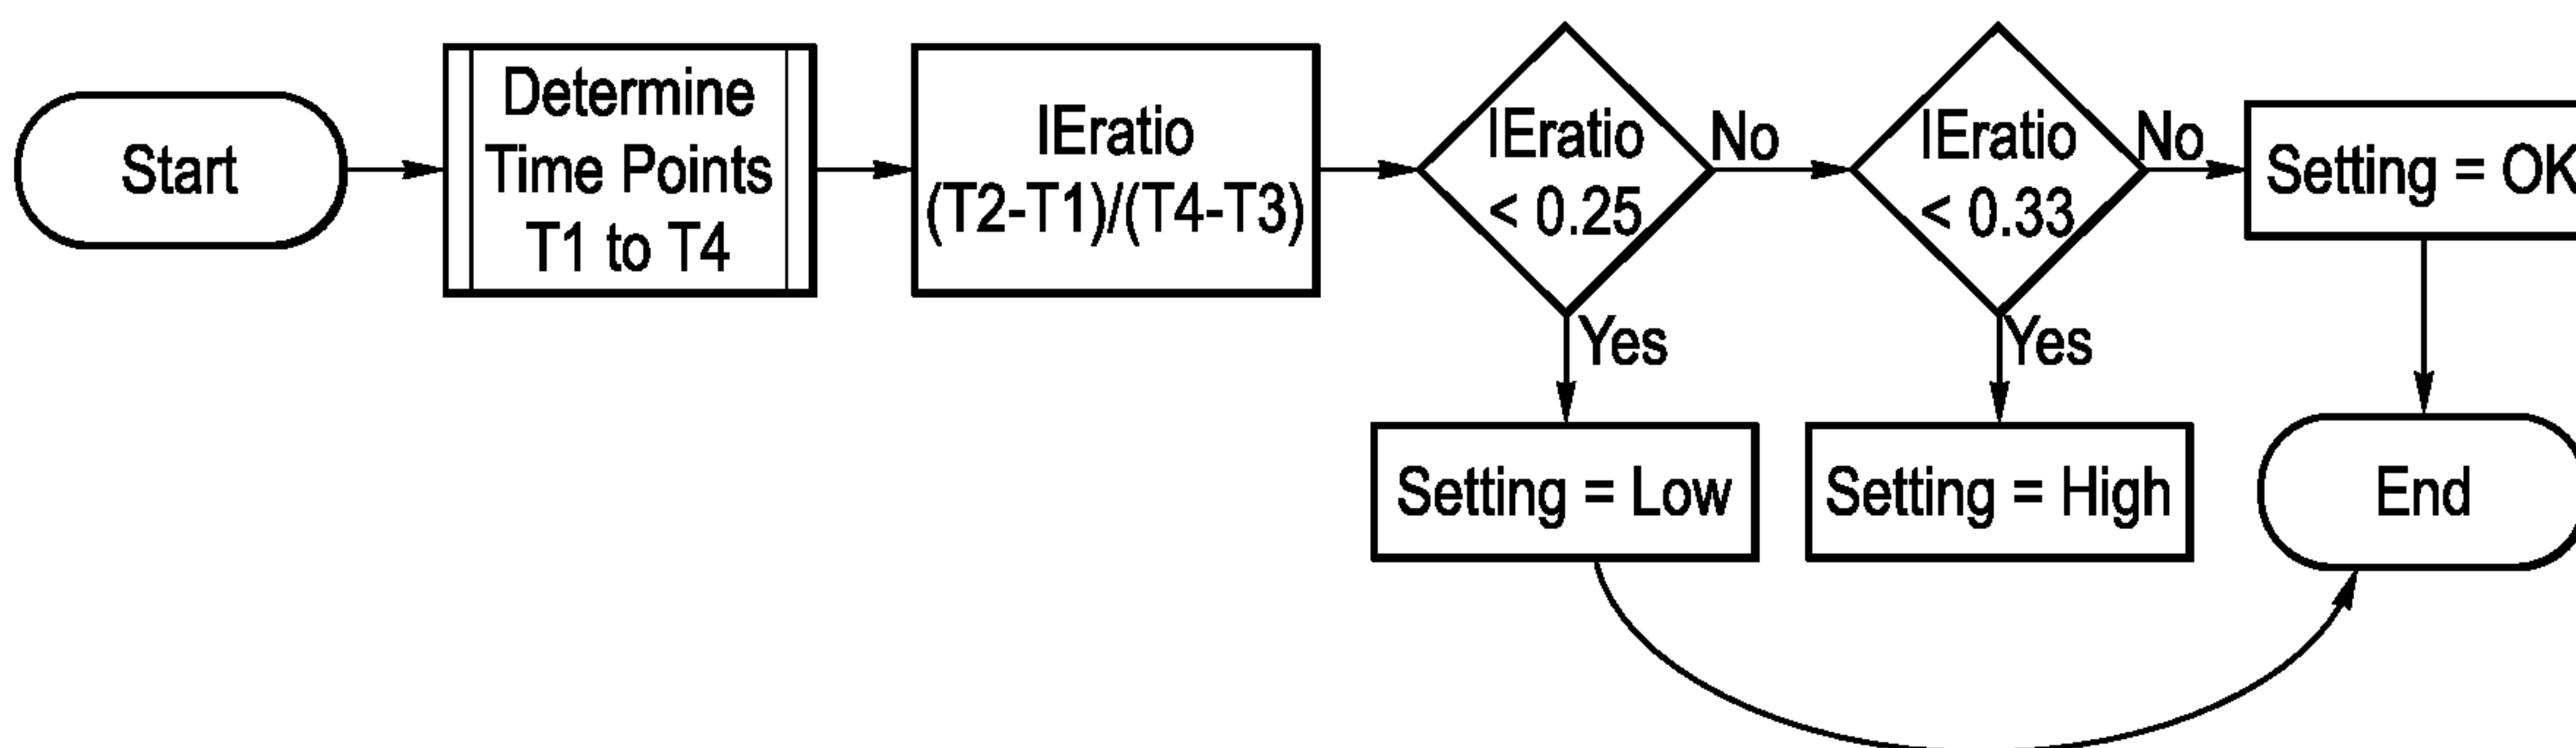 Start
Determine
Time Points
T1 to T4
IEratio
(T2-T1)/(T4-T3)
IEratio
< 0.25
No
Yes
IEratio
< 0.33
No
Yes
Setting = OK
Setting = Low
Setting = High
End